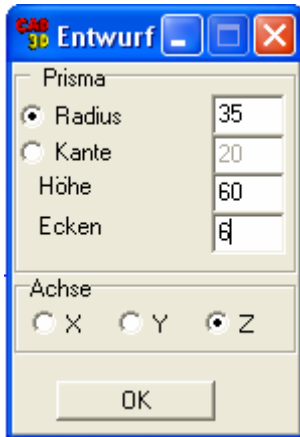 CAD 3D Entwurf
Prisma
Radius 35
Kante 20
Höhe 60
Ecken 6
Achse
X Y Z
OK